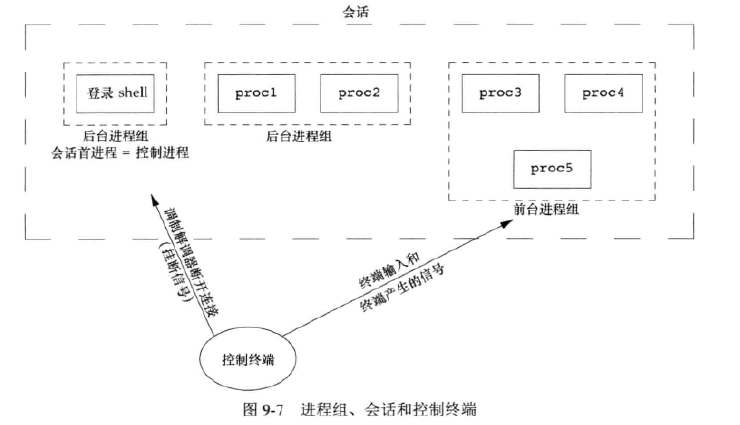 会话
登录 shell
proc1
proc2
proc3
proc4
proc5
后台进程组
会话首进程 = 控制进程
后台进程组
前台进程组
调制解调器断开连接
(挂断信号)
终端输入和
终端产生的信号
控制终端
图 9-7 进程组、会话和控制终端